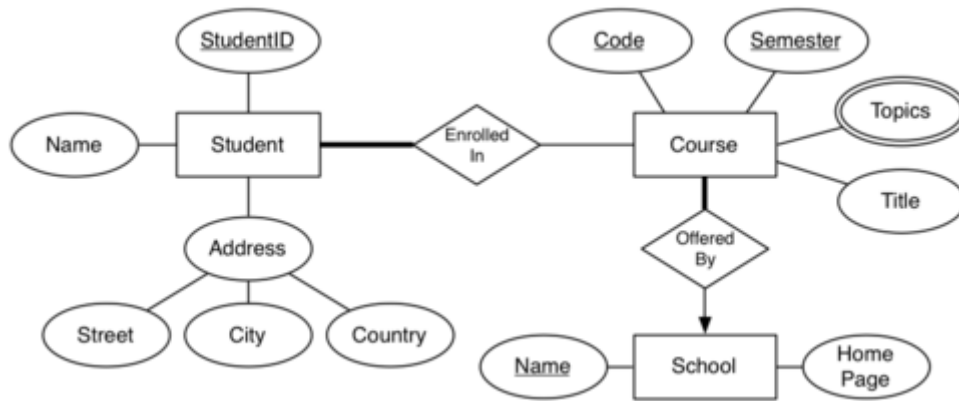 StudentID
Code
Semester
Topics
Name
Student
Enrolled
In
Course
Title
Address
Offered
By
Street
City
Country
Name
School
Home
Page